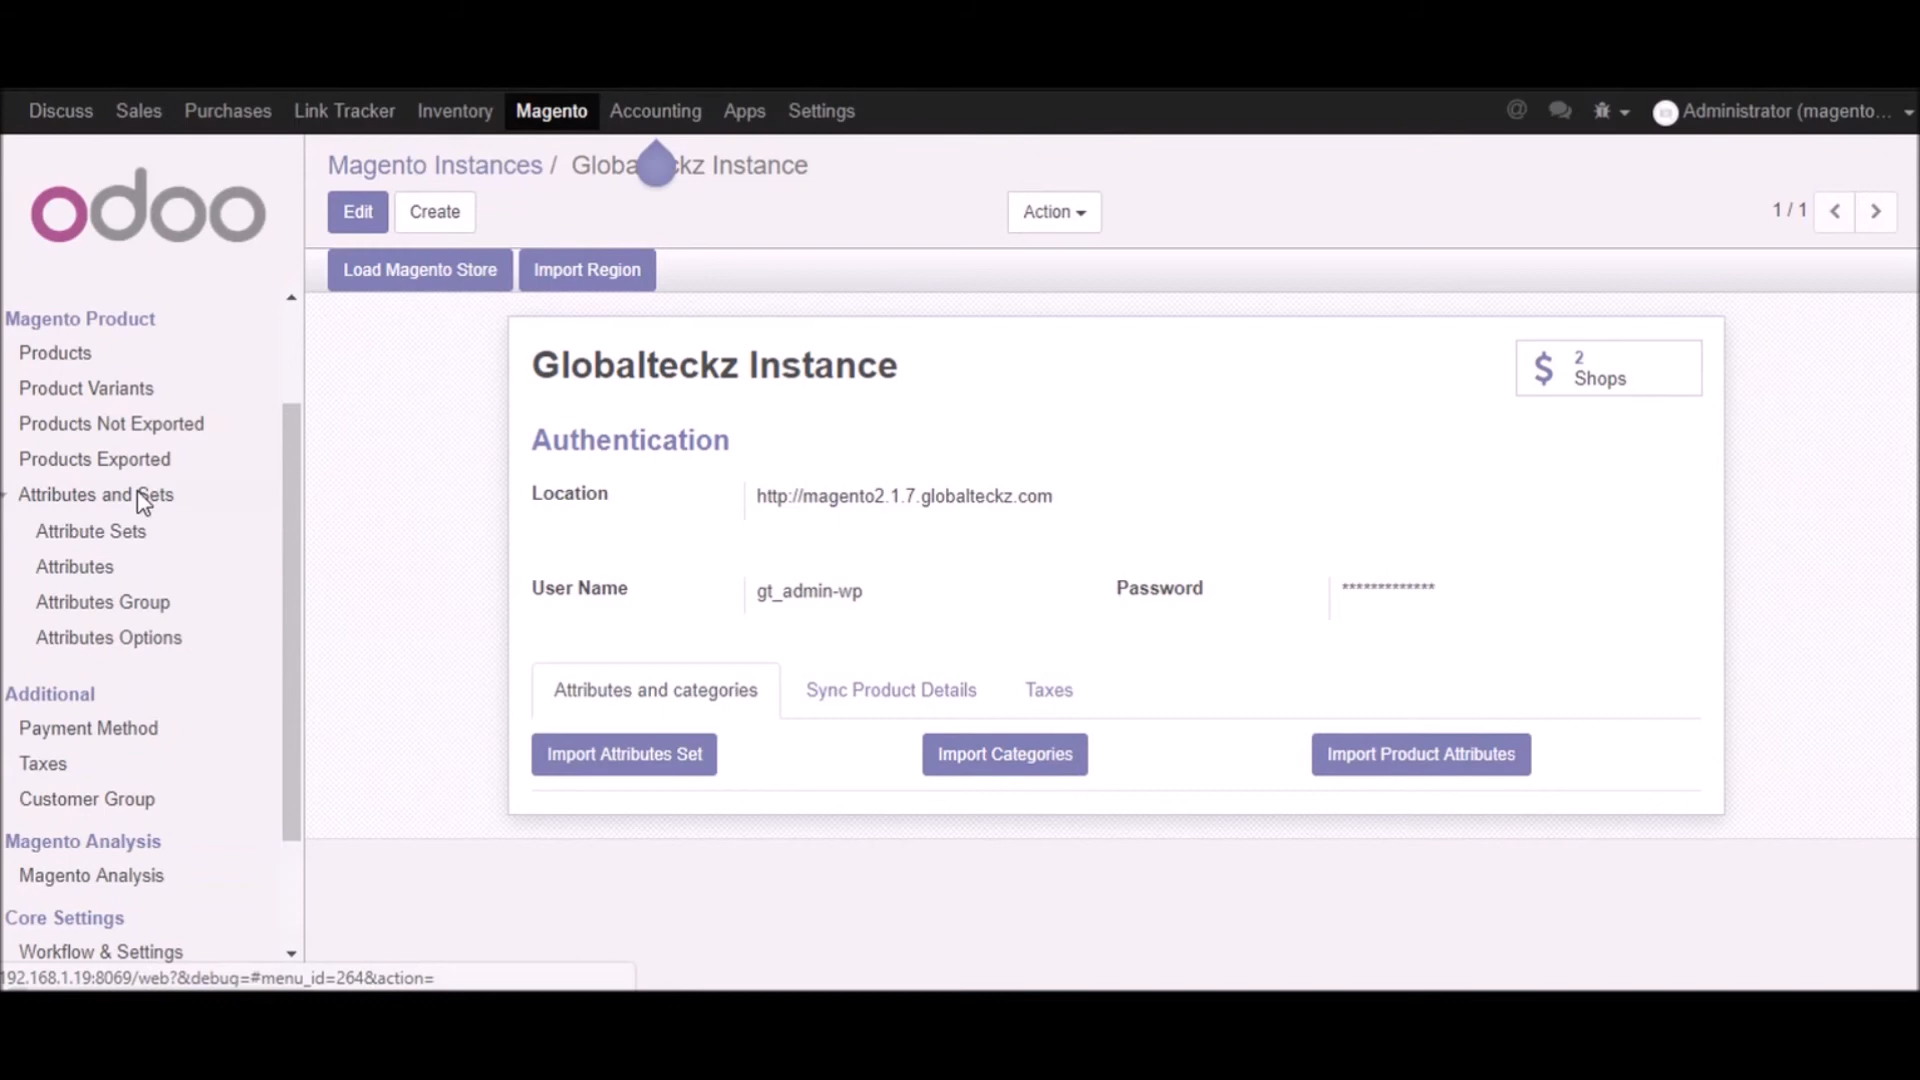 Discuss Sales Purchases Link Tracker Inventory Magento Accounting Apps Settings @ Administrator (magento...
odoo
Magento Instances / Globalteckz Instance
Edit Create Action 1 / 1
Load Magento Store Import Region
Magento Product
Products
Product Variants
Products Not Exported
Products Exported
Attributes and Sets
Attribute Sets
Attributes
Attributes Group
Attributes Options
Additional
Payment Method
Taxes
Customer Group
Magento Analysis
Magento Analysis
Core Settings
Workflow & Settings
192.168.1.19:8069/web?&debug=#menu_id=264&action=
Globalteckz Instance
$ 2 Shops
Authentication
Location http://magento2.1.7.globalteckz.com
User Name gt_admin-wp Password *************
Attributes and categories Sync Product Details Taxes
Import Attributes Set Import Categories Import Product Attributes